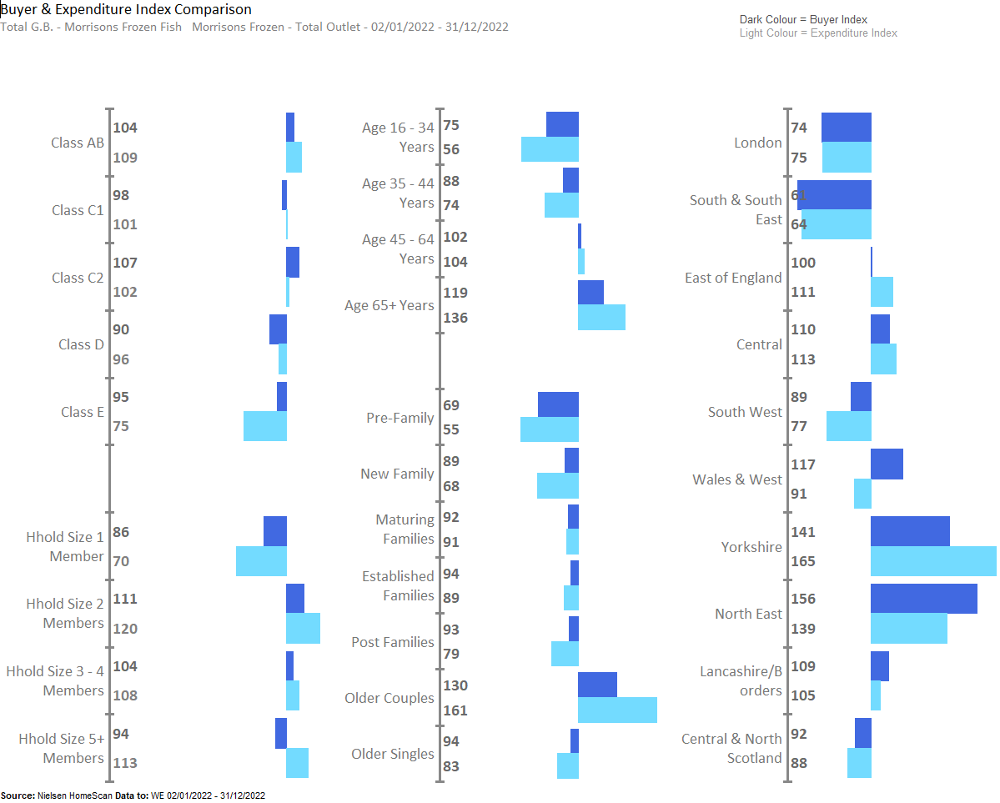 Buyer & Expenditure Index Comparison
Total G.B. - Morrisons Frozen Fish   Morrisons Frozen - Total Outlet - 02/01/2022 - 31/12/2022
Dark Colour = Buyer Index
Light Colour = Expenditure Index
Class AB
104
109
Class C1
98
101
Class C2
107
102
Class D
90
96
Class E
95
75
Hhold Size 1
Member
86
70
Hhold Size 2
Members
111
120
Hhold Size 3 - 4
Members
104
108
Hhold Size 5+
Members
94
113
Age 16 - 34
Years
75
56
Age 35 - 44
Years
88
74
Age 45 - 64
Years
102
104
Age 65+ Years
119
136
Pre-Family
69
55
New Family
89
68
Maturing
Families
92
91
Established
Families
94
89
Post Families
93
79
Older Couples
130
161
Older Singles
94
83
London
74
75
South & South
East
61
64
East of England
100
111
Central
110
113
South West
89
77
Wales & West
117
91
Yorkshire
141
165
North East
156
139
Lancashire/B
orders
109
105
Central & North
Scotland
92
88
Source: Nielsen HomeScan Data to: WE 02/01/2022 - 31/12/2022